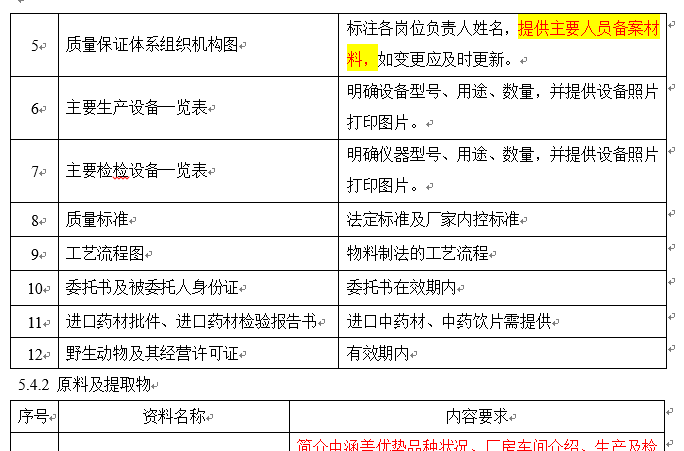 标注各岗位负责人姓名，提供主要人员备案材
5 质量保证体系组织机构图
料，如变更应及时更新。
明确设备型号、用途、数量，并提供设备照片
6 主要生产设备一览表
打印图片。
明确仪器型号、用途、数量，并提供设备照片
7 主要检检设备一览表
打印图片。
8 质量标准 法定标准及厂家内控标准
9 工艺流程图 物料制法的工艺流程
10 委托书及被委托人身份证 委托书在效期内
11 进口药材批件、进口药材检验报告书 进口中药材、中药饮片需提供
12 野生动物及其经营许可证 有效期内
5.4.2 原料及提取物
序号 资料名称 内容要求
简介中涵盖优势品种状况、厂房车间介绍、生产及检